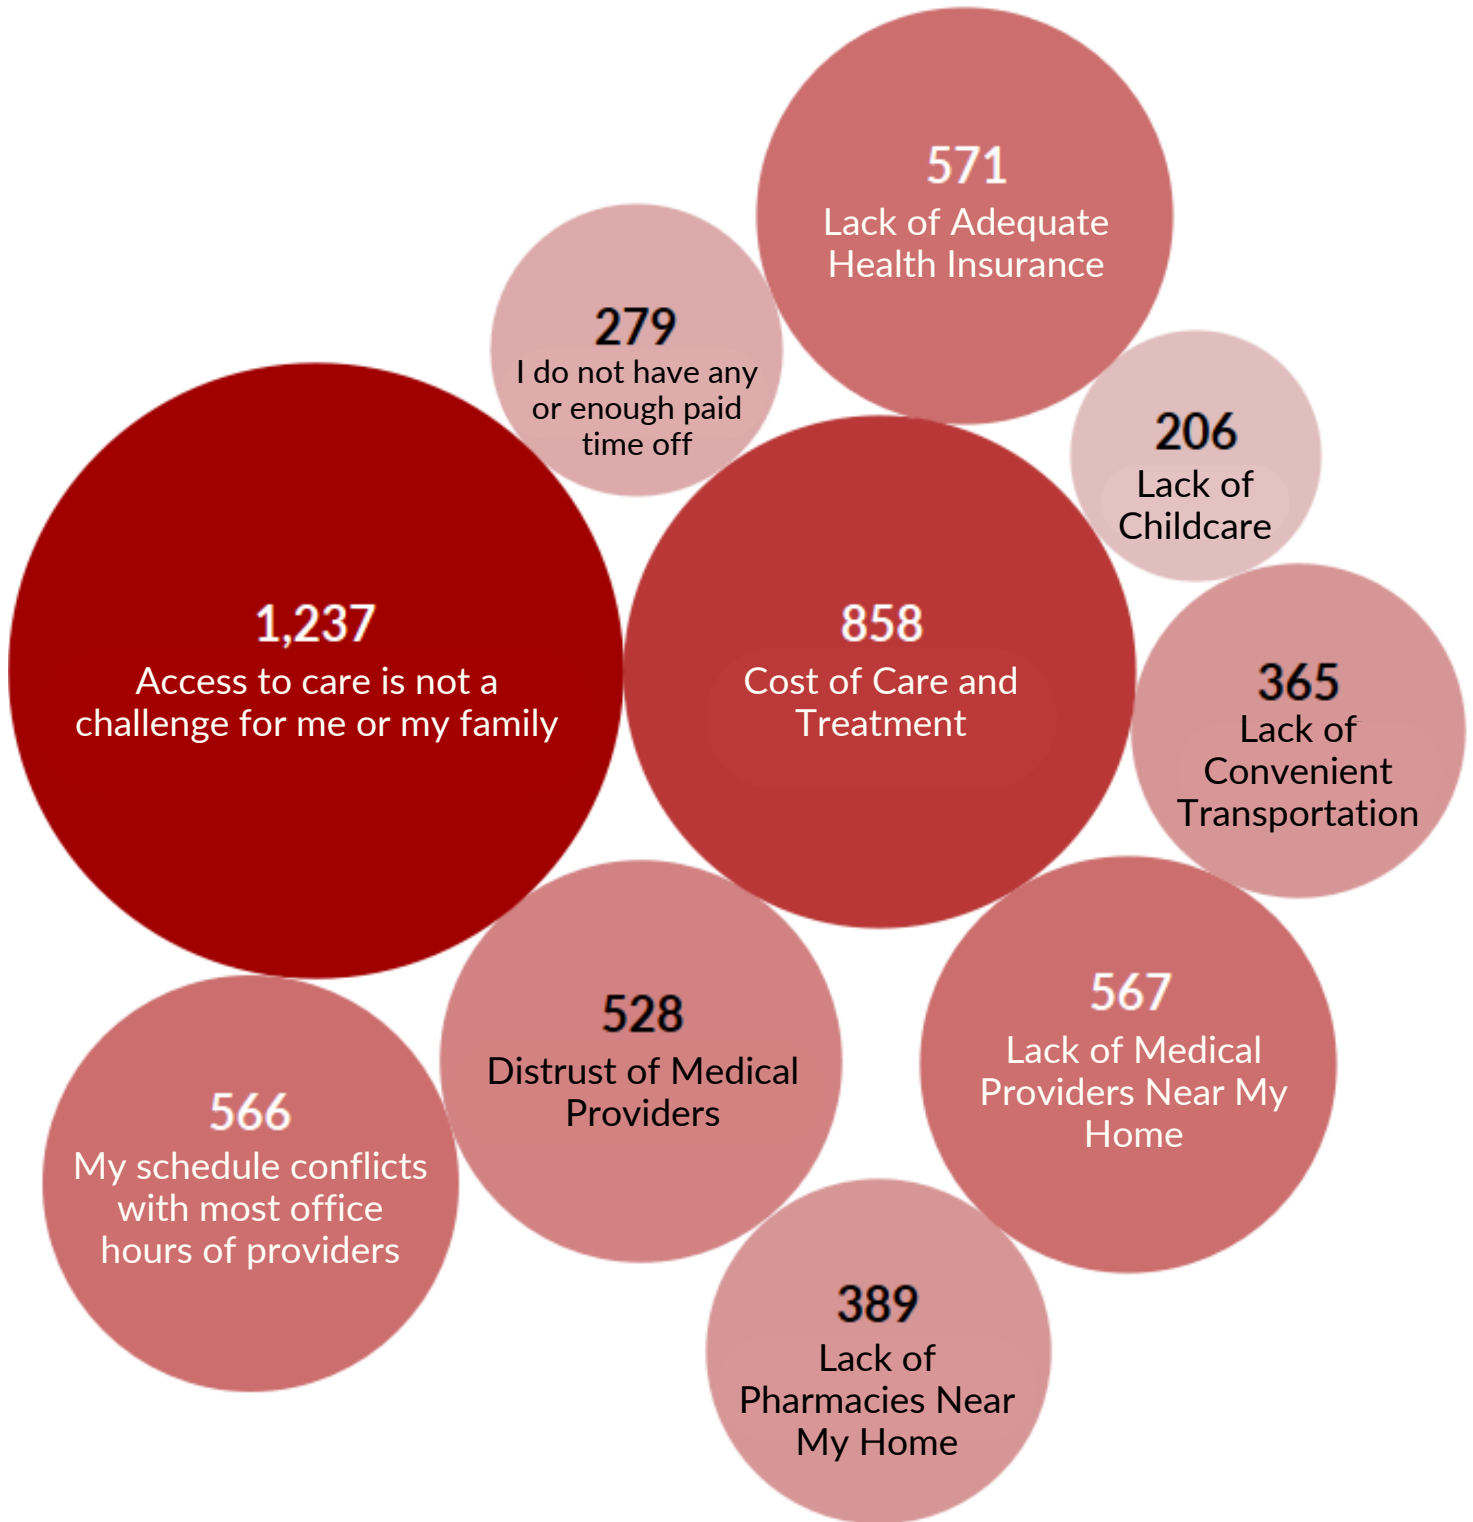 571
Lack of Adequate
Health Insurance
279
I do not have any
or enough paid
time off
206
Lack of
Childcare
1,237
Access to care is not a
challenge for me or my family
858
Cost of Care and
Treatment
365
Lack of
Convenient
Transportation
528
Distrust of Medical
Providers
567
Lack of Medical
Providers Near My
Home
566
My schedule conflicts
with most office
hours of providers
389
Lack of
Pharmacies Near
My Home